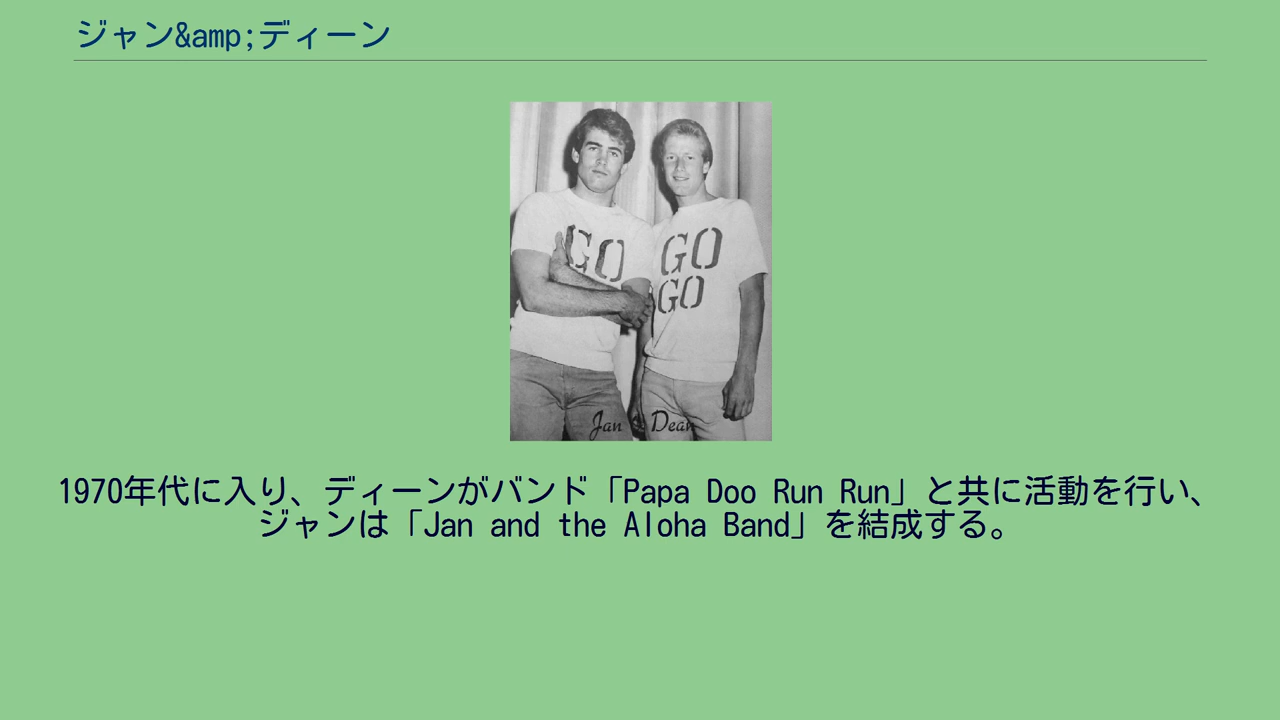 ジャン&amp;ディーン
GO
GO
GO
Jan & Dean
1970年代に入り、ディーンがバンド「Papa Doo Run Run」と共に活動を行い、
ジャンは「Jan and the Aloha Band」を結成する。